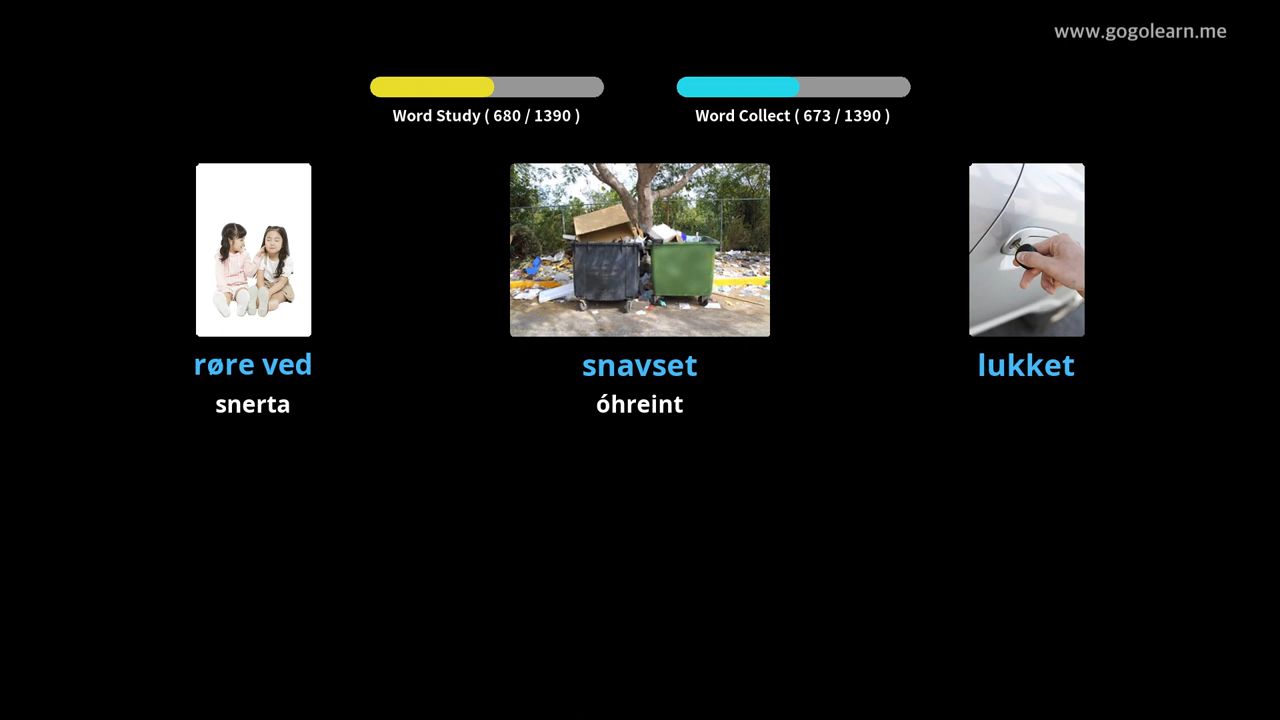 www.gogolearn.me
Word Study ( 680 / 1390 )
Word Collect ( 673 / 1390 )
røre ved
snavset
lukket
snerta
óhreint